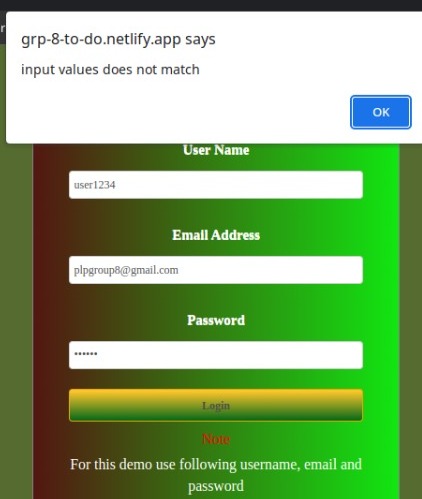 grp-8-to-do.netlify.app says
input values does not match
OK
User Name
user1234
Email Address
plpgroup8@gmail.com
Password
••••••
Login
Note
For this demo use following username, email and
password